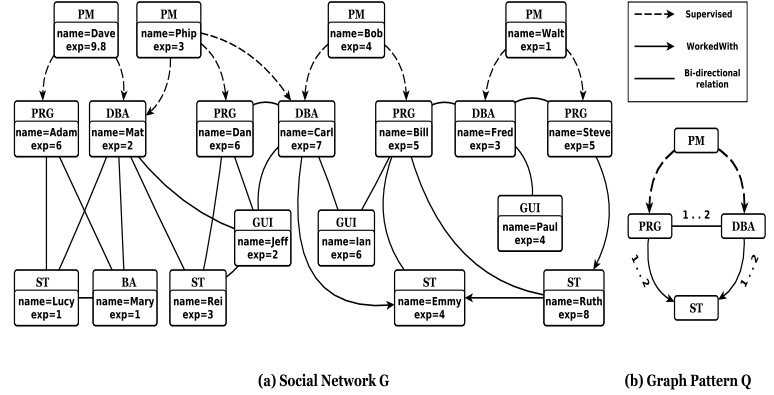 PM
name=Dave
exp=9.8
PM
name=Phip
exp=3
PM
name=Bob
exp=4
PM
name=Walt
exp=1
PRG
name=Adam
exp=6
DBA
name=Mat
exp=2
PRG
name=Dan
exp=6
DBA
name=Carl
exp=7
PRG
name=Bill
exp=5
DBA
name=Fred
exp=3
PRG
name=Steve
exp=5
GUI
name=Jeff
exp=2
GUI
name=Ian
exp=6
GUI
name=Paul
exp=4
ST
name=Lucy
exp=1
BA
name=Mary
exp=1
ST
name=Rei
exp=3
ST
name=Emmy
exp=4
ST
name=Ruth
exp=8
(a) Social Network G
Supervised
WorkedWith
Bi-directional
relation
PM
PRG
1 . . 2
DBA
1 . . 2
1 . . 2
ST
(b) Graph Pattern Q